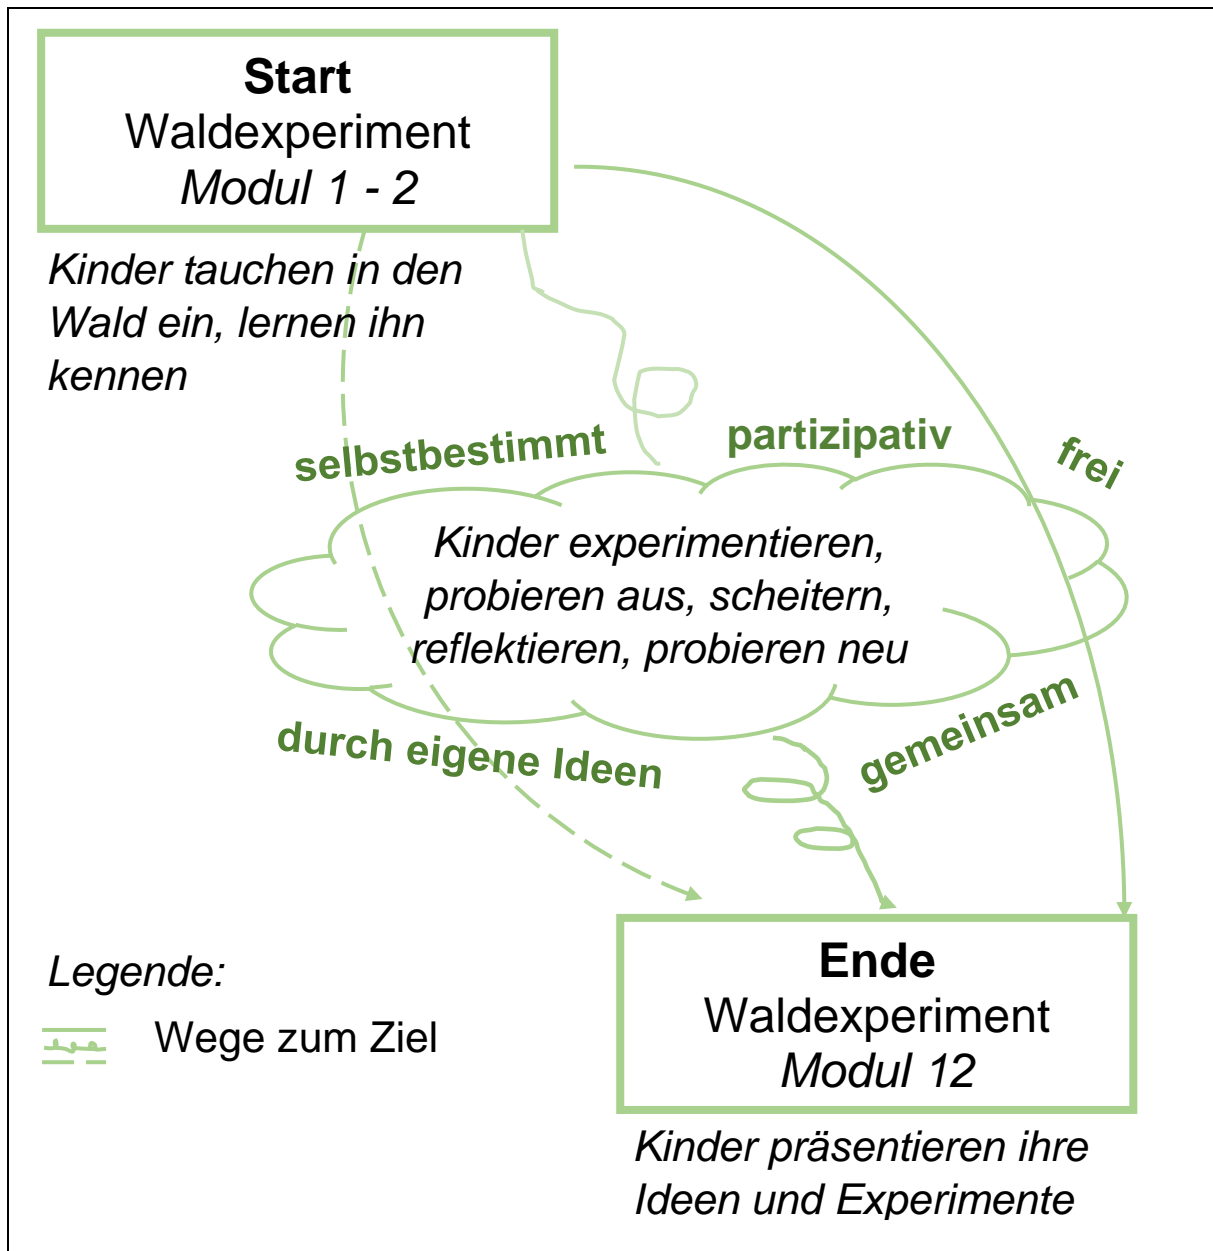 Start
Waldexperiment
Modul 1 - 2
Kinder tauchen in den
Wald ein, lernen ihn
kennen
selbstbestimmt
partizipativ
frei
Kinder experimentieren,
probieren aus, scheitern,
reflektieren, probieren neu
durch eigene Ideen
gemeinsam
Legende:
Wege zum Ziel
Ende
Waldexperiment
Modul 12
Kinder präsentieren ihre
Ideen und Experimente